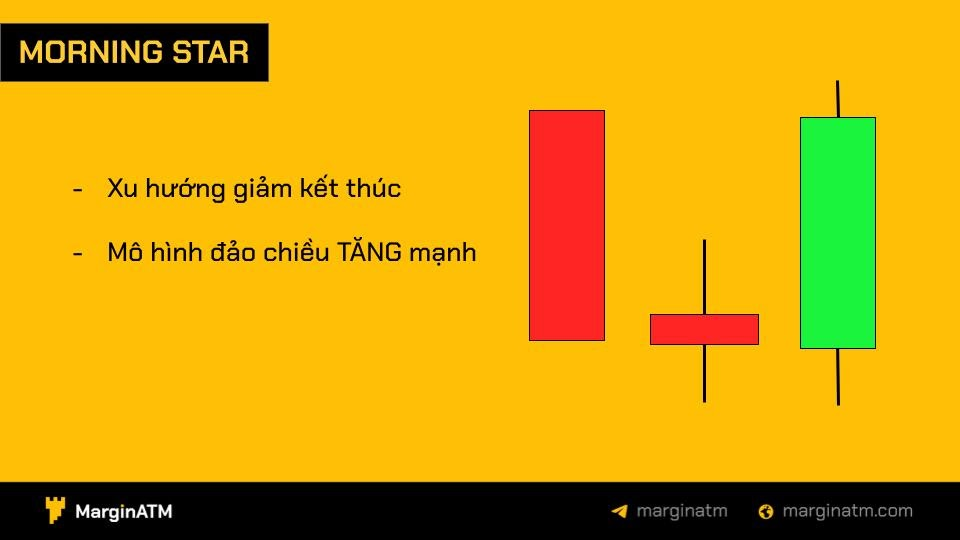 MORNING STAR
- Xu hướng giảm kết thúc
- Mô hình đảo chiều TĂNG mạnh
MarginATM
marginatm
marginatm.com